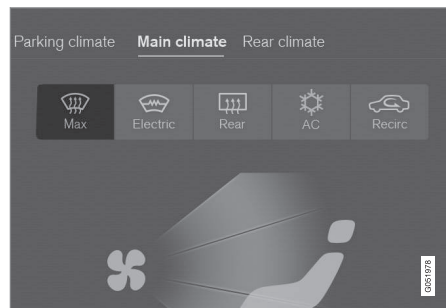 Parking climate Main climate Rear climate
Max Electric Rear AC Recirc
G051978